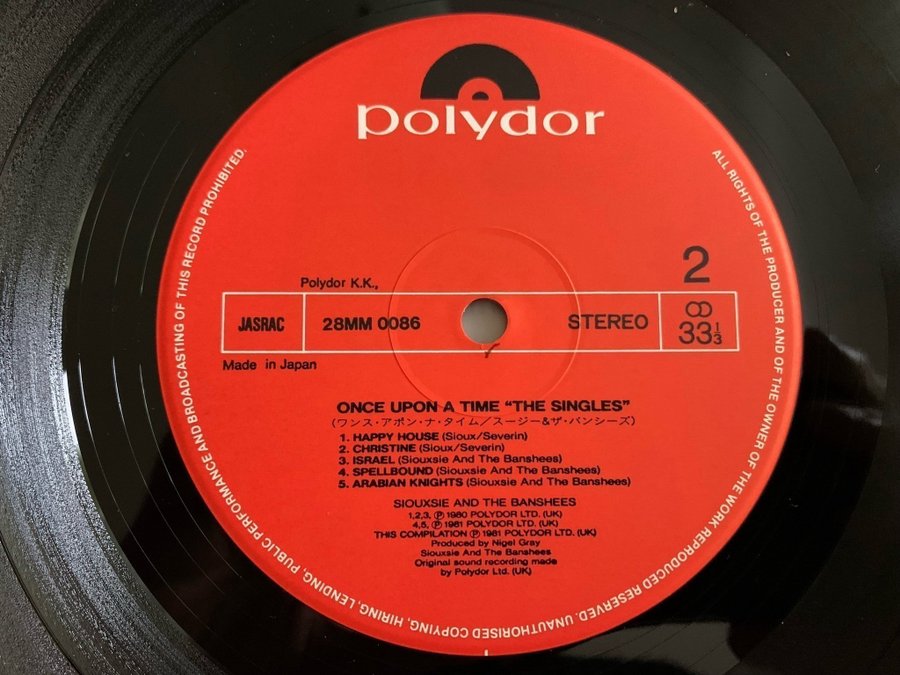 polydor
Polydor K.K.,
2
JASRAC 28MM 0086 STEREO 33 1/3
Made in Japan
ONCE UPON A TIME “THE SINGLES”
(ワンス・アポン・ナ・タイム／スージー&ザ・バンシーズ)
1. HAPPY HOUSE (Sioux/Severin)
2. CHRISTINE (Sioux/Severin)
3. ISRAEL (Siouxsie And The Banshees)
4. SPELLBOUND (Siouxsie And The Banshees)
5. ARABIAN KNIGHTS (Siouxsie And The Banshees)
SIOUXSIE AND THE BANSHEES
1,2,3, Ⓟ 1980 POLYDOR LTD. (UK)
4,5, Ⓟ 1981 POLYDOR LTD. (UK)
THIS COMPILATION Ⓟ 1981 POLYDOR LTD. (UK)
Produced by Nigel Gray
Siouxsie And The Banshees
Original sound recording made
by Polydor Ltd. (UK)
ALL RIGHTS OF THE PRODUCER AND OF THE OWNER OF THE WORK REPRODUCED RESERVED. UNAUTHORISED COPYING, HIRING, LENDING, PUBLIC PERFORMANCE AND BROADCASTING OF THIS RECORD PROHIBITED.